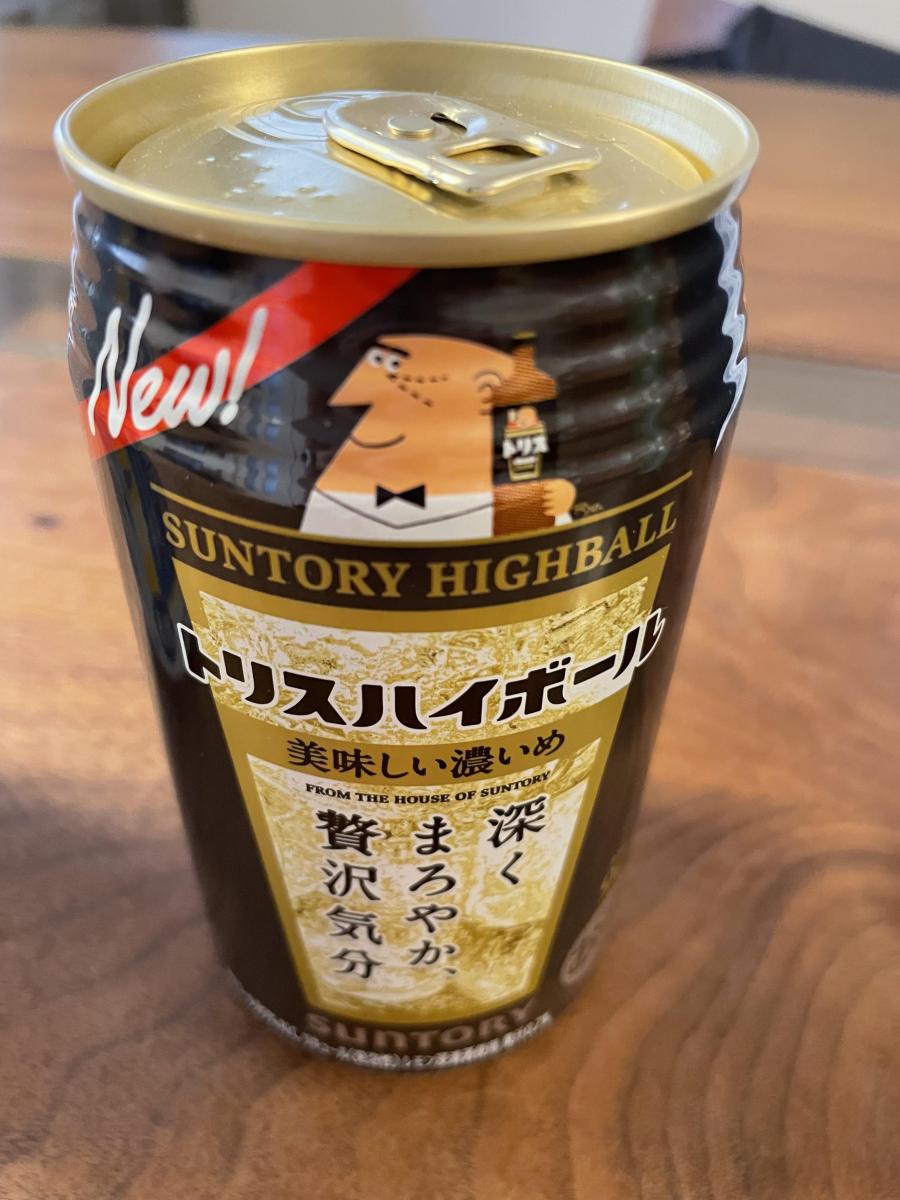 New!
トリス
SUNTORY HIGHBALL
トリスハイボール
美味しい濃いめ
FROM THE HOUSE OF SUNTORY
深く
まろやか、
贅沢気分
SUNTORY